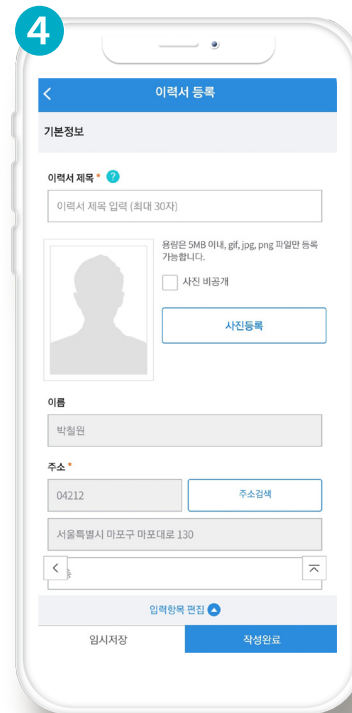 4
이력서 등록
기본정보
이력서 제목 * ?
이력서 제목 입력 (최대 30자)
용량은 5MB 이내, gif, jpg, png 파일만 등록
가능합니다.
사진 비공개
사진등록
이름
박철원
주소 *
04212
주소검색
서울특별시 마포구 마포대로 130
입력항목 편집
임시저장
작성완료